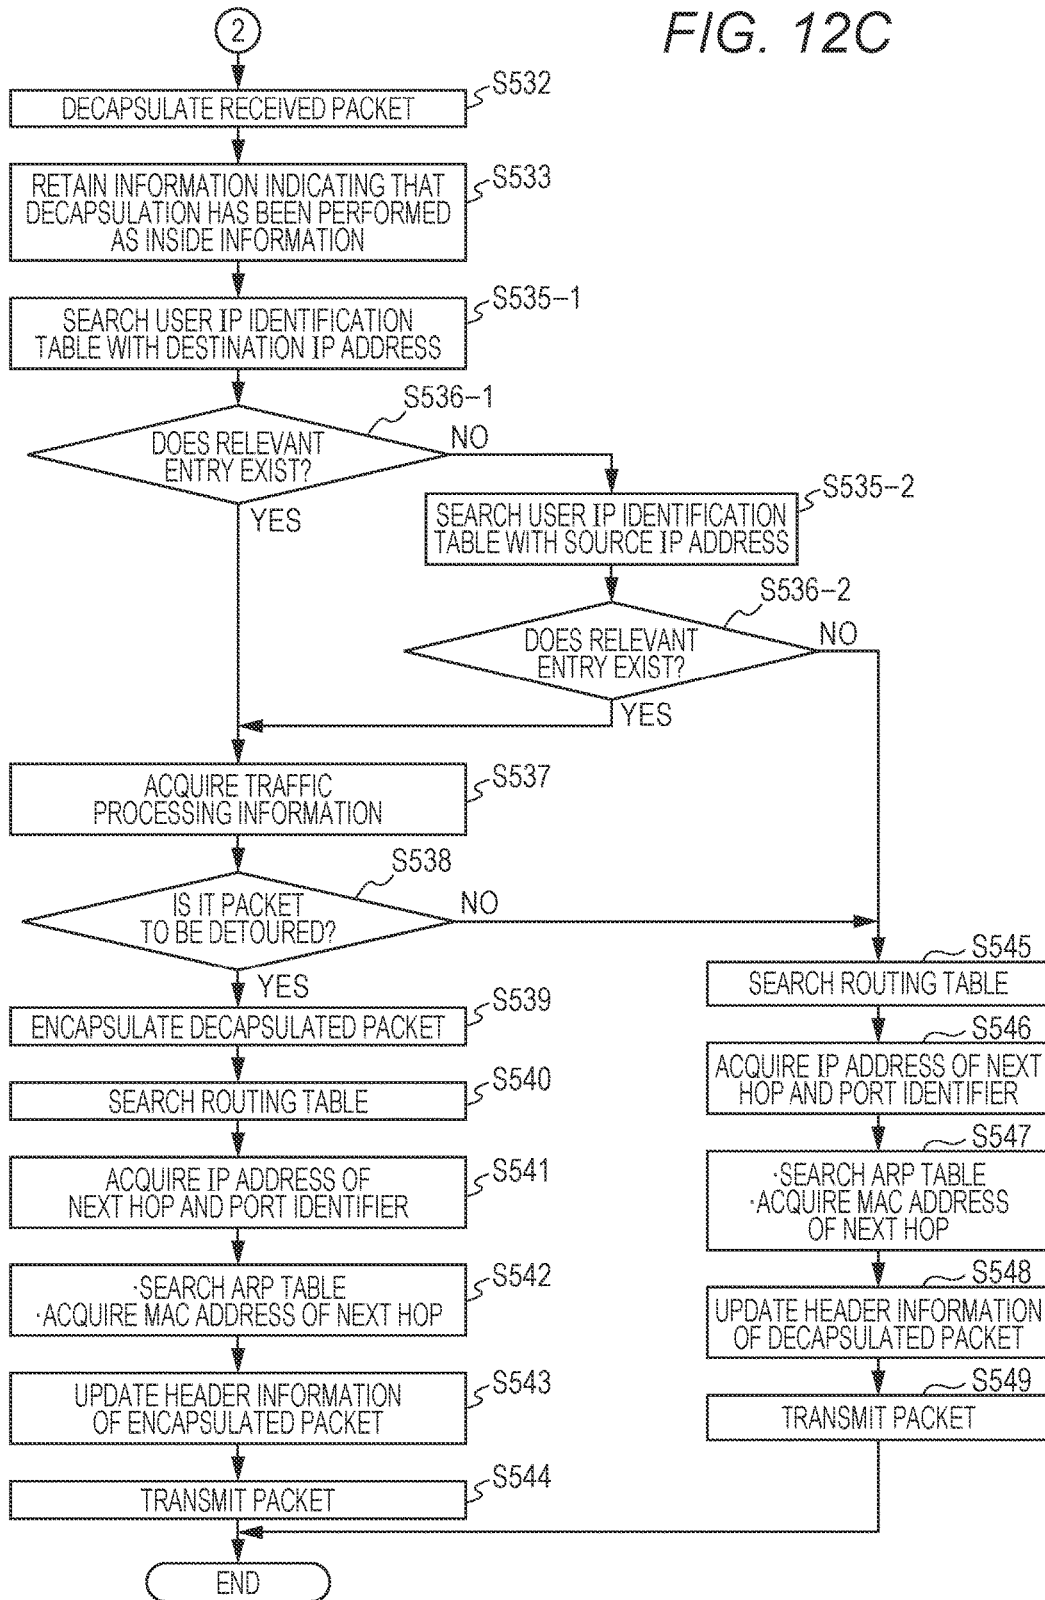 FIG. 12C
2
S532
DECAPSULATE RECEIVED PACKET
S533
RETAIN INFORMATION INDICATING THAT
DECAPSULATION HAS BEEN PERFORMED
AS INSIDE INFORMATION
S535-1
SEARCH USER IP IDENTIFICATION
TABLE WITH DESTINATION IP ADDRESS
S536-1
DOES RELEVANT
ENTRY EXIST?
NO
YES
S535-2
SEARCH USER IP IDENTIFICATION
TABLE WITH SOURCE IP ADDRESS
S536-2
DOES RELEVANT
ENTRY EXIST?
NO
YES
S537
ACQUIRE TRAFFIC
PROCESSING INFORMATION
S538
IS IT PACKET
TO BE DETOURED?
NO
YES
S539
ENCAPSULATE DECAPSULATED PACKET
S540
SEARCH ROUTING TABLE
S541
ACQUIRE IP ADDRESS OF
NEXT HOP AND PORT IDENTIFIER
S542
·SEARCH ARP TABLE
·ACQUIRE MAC ADDRESS OF NEXT HOP
S543
UPDATE HEADER INFORMATION
OF ENCAPSULATED PACKET
S544
TRANSMIT PACKET
S545
SEARCH ROUTING TABLE
S546
ACQUIRE IP ADDRESS OF NEXT
HOP AND PORT IDENTIFIER
S547
·SEARCH ARP TABLE
·ACQUIRE MAC ADDRESS
OF NEXT HOP
S548
UPDATE HEADER INFORMATION
OF DECAPSULATED PACKET
S549
TRANSMIT PACKET
END